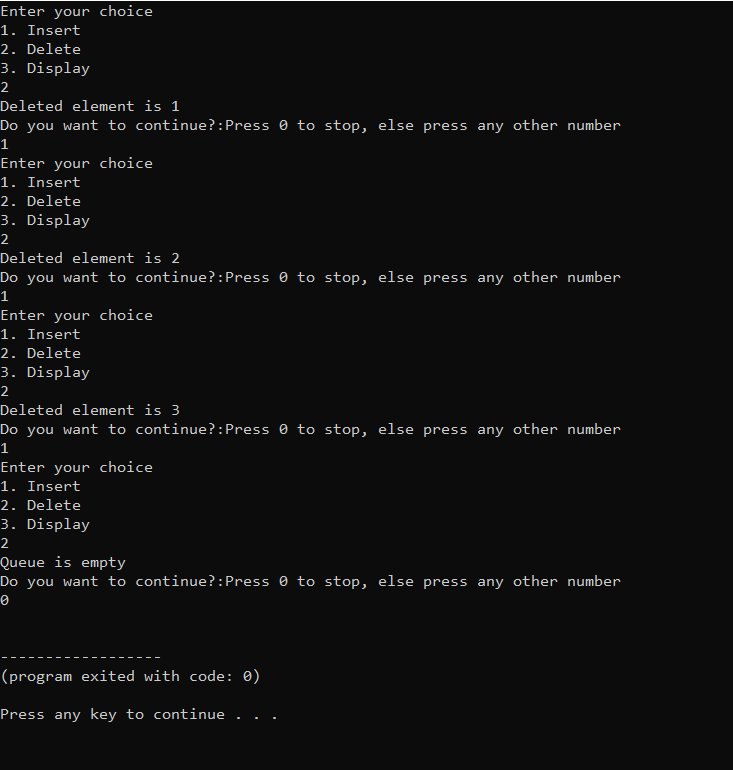 Enter your choice
1. Insert
2. Delete
3. Display
2
Deleted element is 1
Do you want to continue?:Press 0 to stop, else press any other number
1
Enter your choice
1. Insert
2. Delete
3. Display
2
Deleted element is 2
Do you want to continue?:Press 0 to stop, else press any other number
1
Enter your choice
1. Insert
2. Delete
3. Display
2
Deleted element is 3
Do you want to continue?:Press 0 to stop, else press any other number
1
Enter your choice
1. Insert
2. Delete
3. Display
2
Queue is empty
Do you want to continue?:Press 0 to stop, else press any other number
0
------------------
(program exited with code: 0)
Press any key to continue . . .